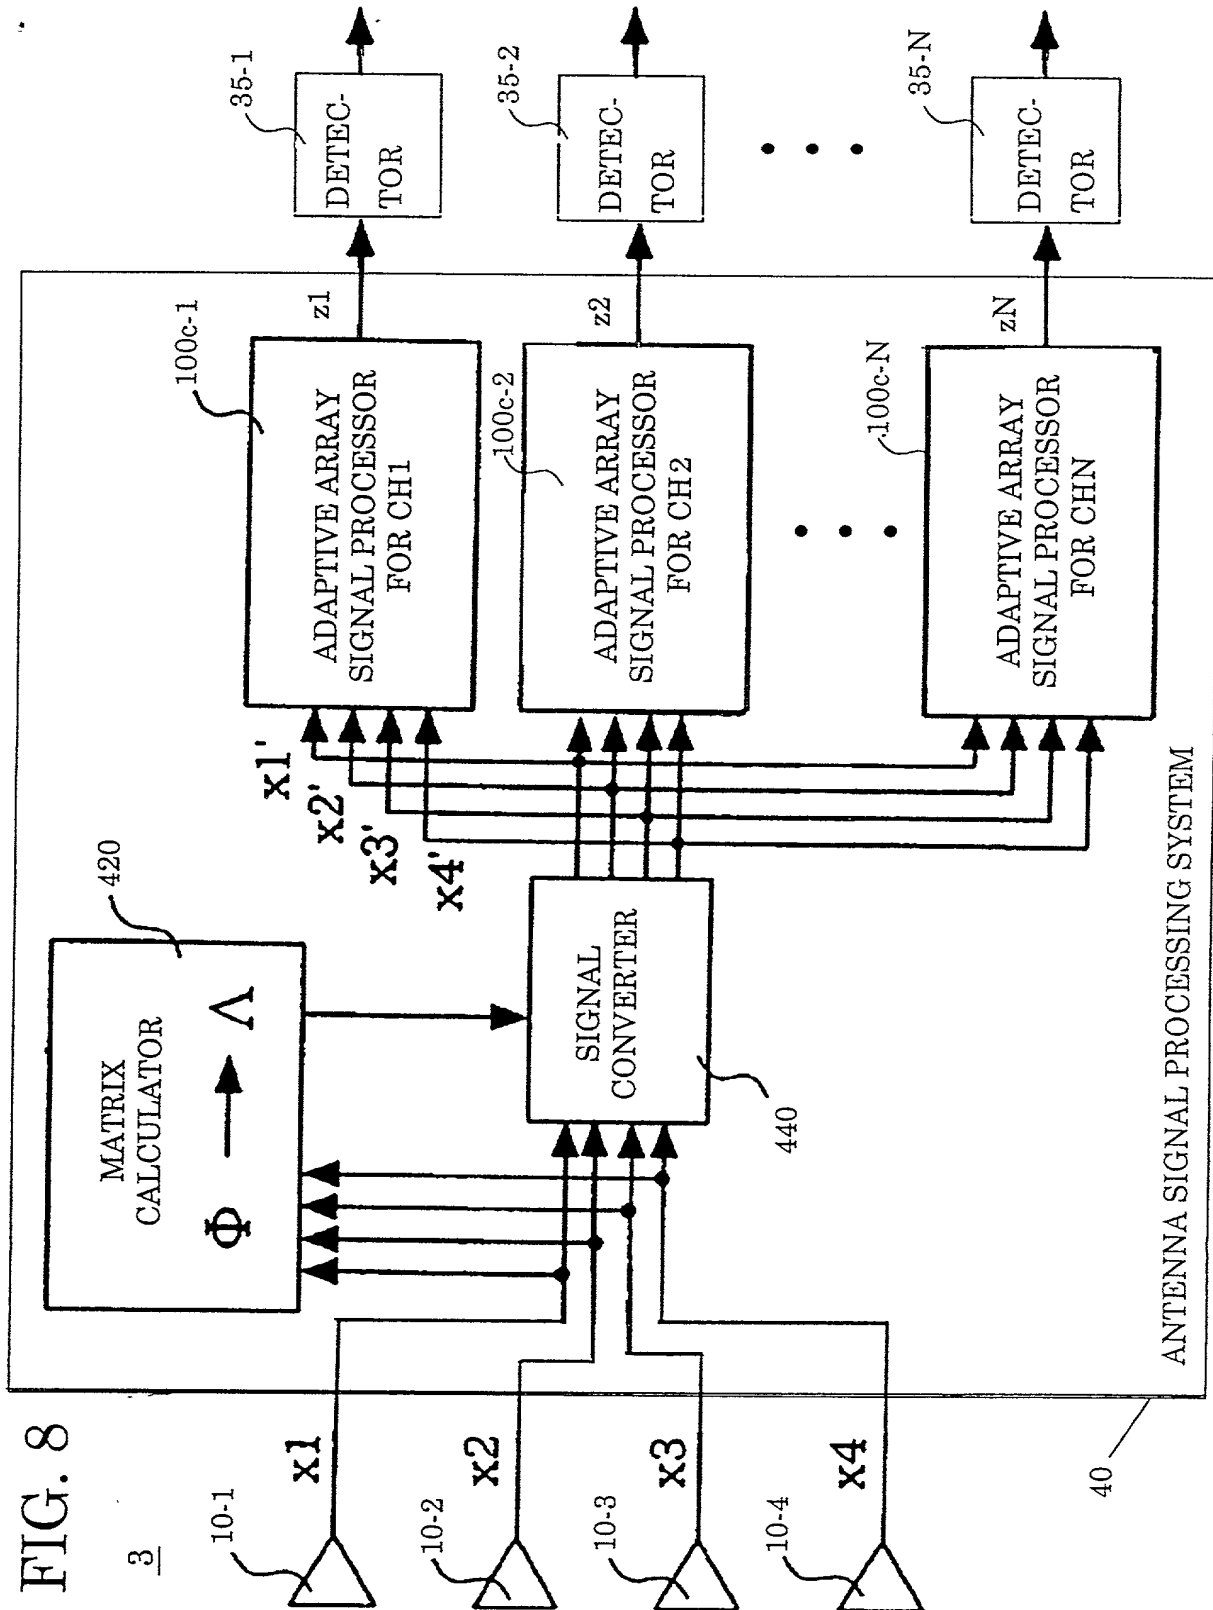 FIG. 8
3
10-1
x1
10-2
x2
10-3
x3
10-4
x4
40
MATRIX
CALCULATOR
Φ
Λ
420
SIGNAL
CONVERTER
440
x1'
x2'
x3'
x4'
ADAPTIVE ARRAY
SIGNAL PROCESSOR
FOR CH1
100c-1
z1
ADAPTIVE ARRAY
SIGNAL PROCESSOR
FOR CH2
100c-2
z2
ADAPTIVE ARRAY
SIGNAL PROCESSOR
FOR CHN
100c-N
zN
ANTENNA SIGNAL PROCESSING SYSTEM
DETEC-
TOR
35-1
DETEC-
TOR
35-2
DETEC-
TOR
35-N